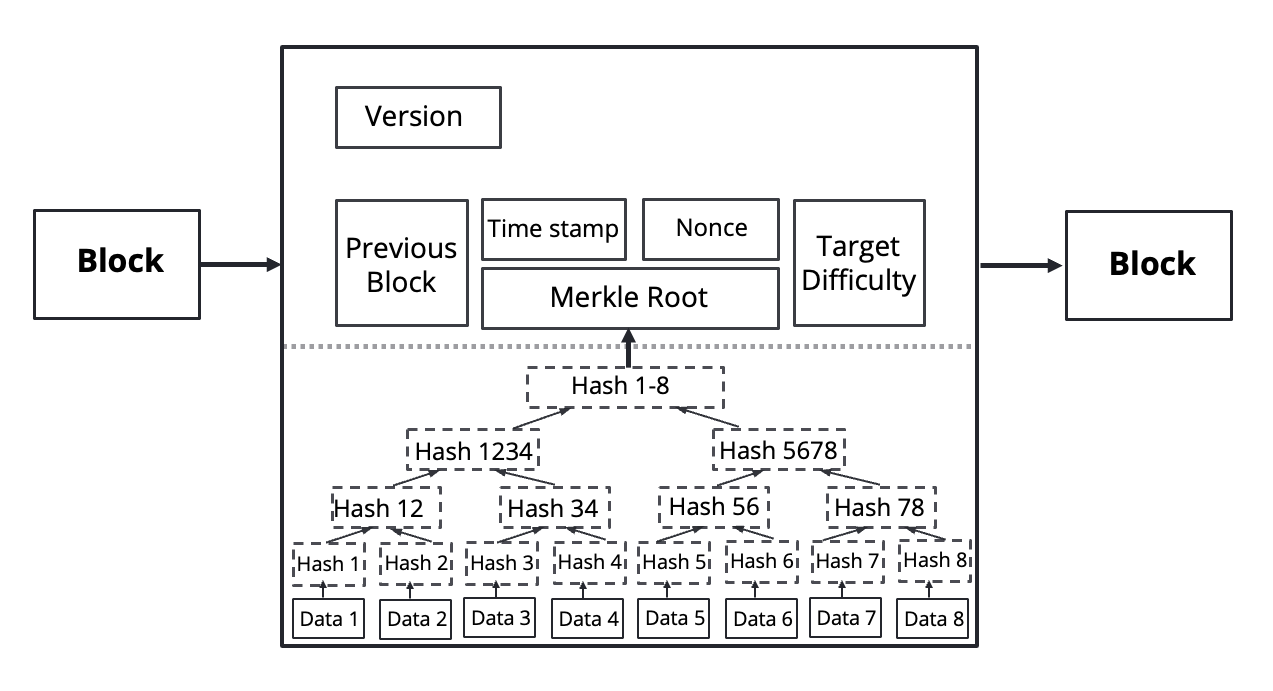 Version
Block
Previous
Block
Time stamp
Nonce
Merkle Root
Target
Difficulty
Block
Hash 1-8
Hash 1234
Hash 5678
Hash 12
Hash 34
Hash 56
Hash 78
Hash 1
Hash 2
Hash 3
Hash 4
Hash 5
Hash 6
Hash 7
Hash 8
Data 1
Data 2
Data 3
Data 4
Data 5
Data 6
Data 7
Data 8